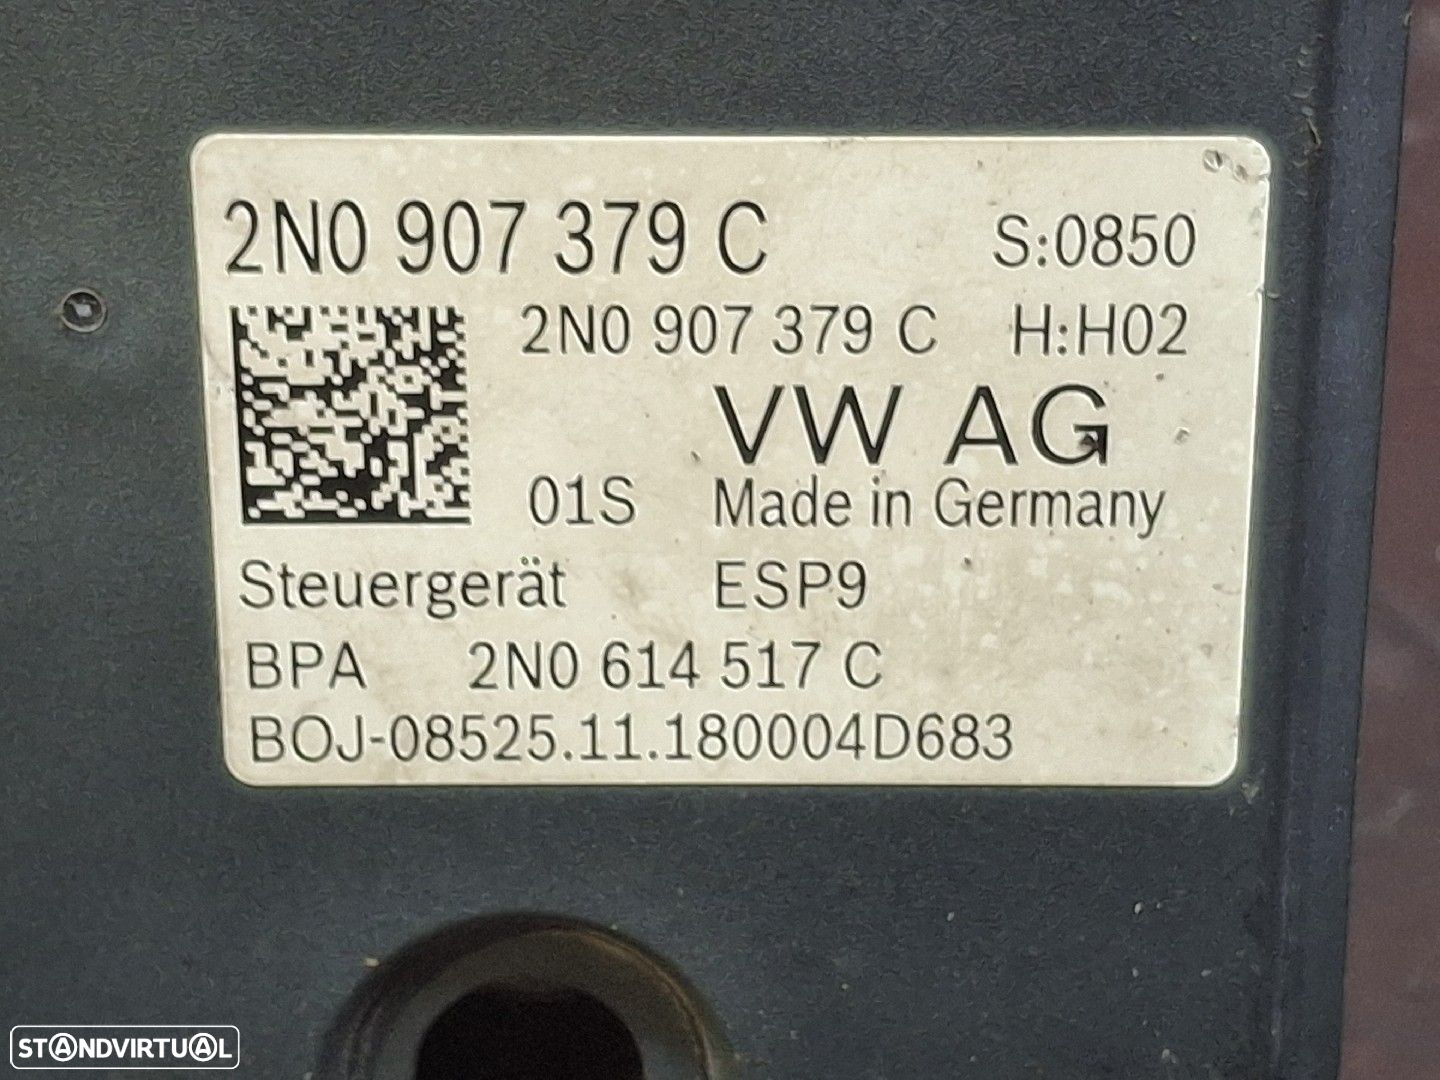 2N0 907 379 C S:0850
2N0 907 379 C H:H02
VW AG
01S Made in Germany
Steuergerät ESP9
BPA 2N0 614 517 C
BOJ-08525.11.180004D683
STANDVIRTUAL